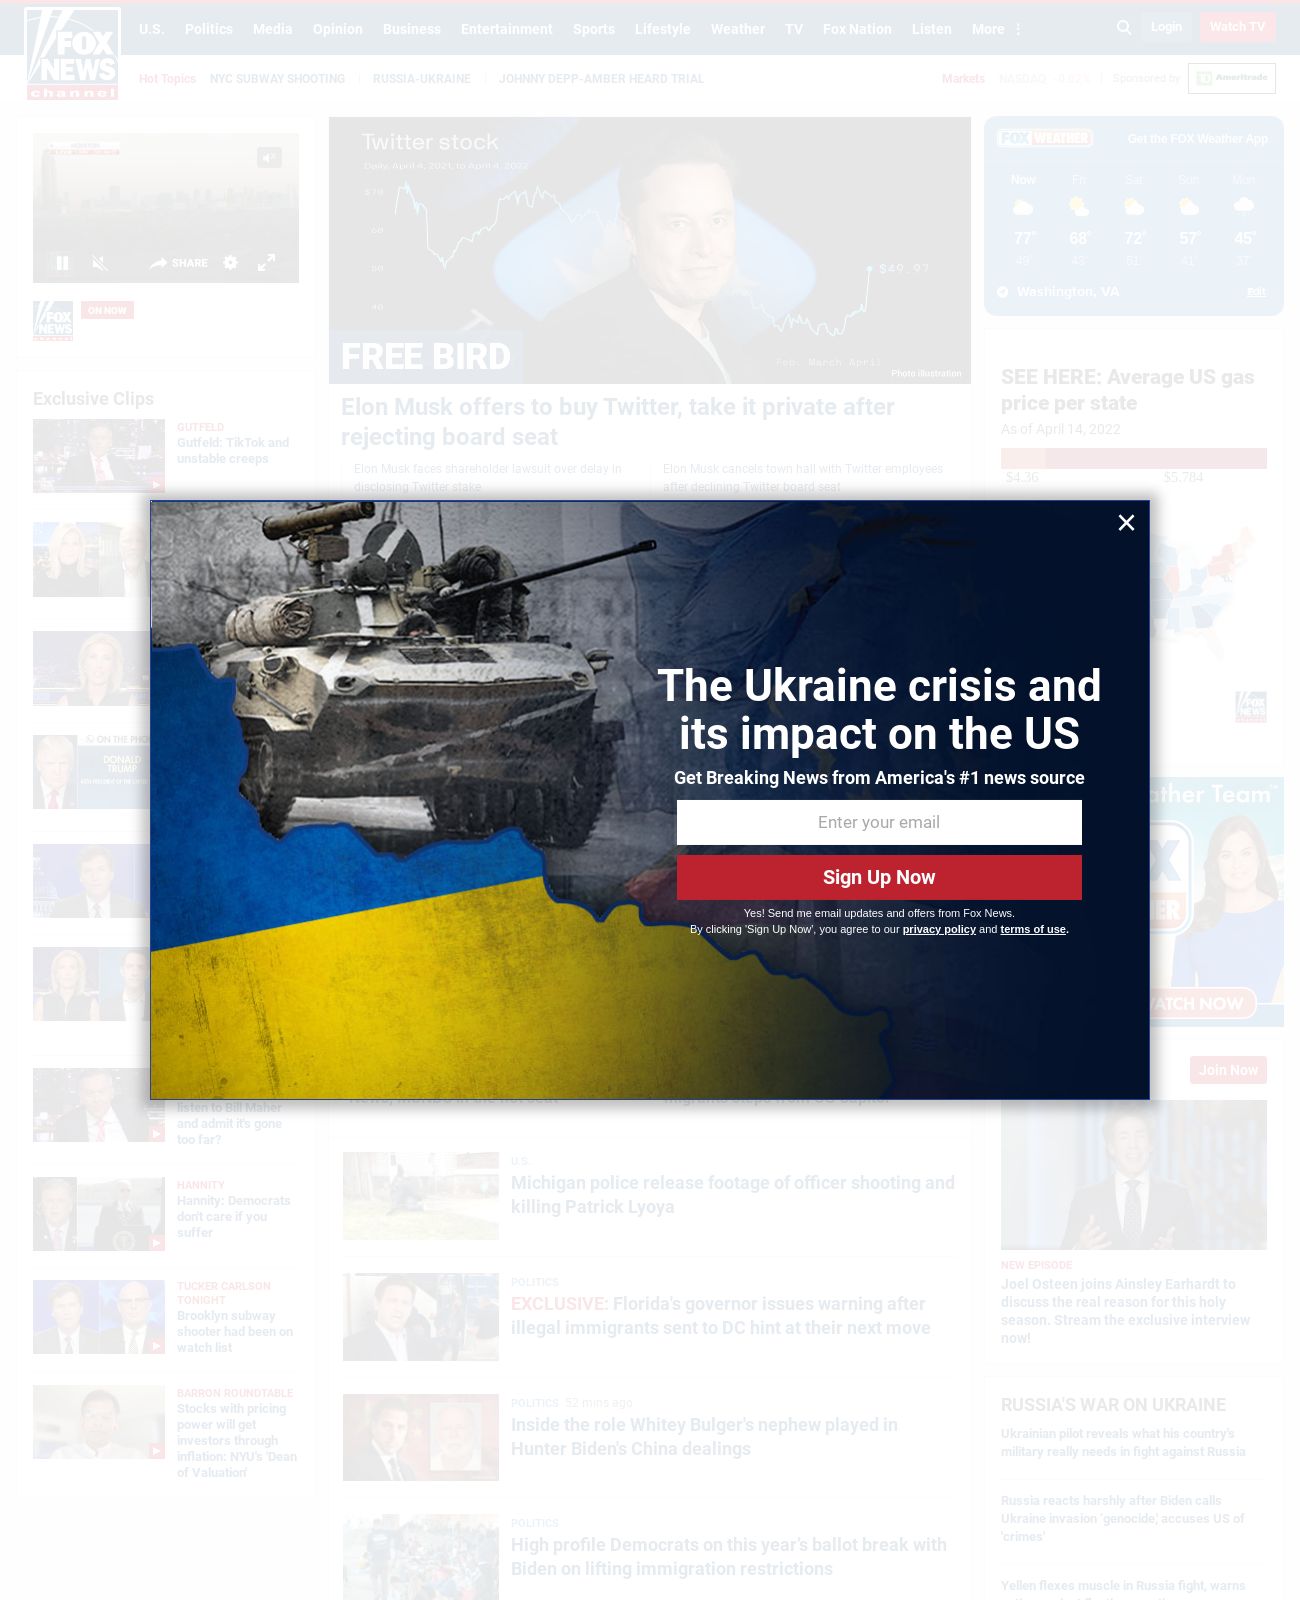 U.S. Politics Media Opinion Business Entertainment Sports Lifestyle Weather TV Fox Nation Listen More
Login
Watch TV
FOX
NEWS
channel
Hot Topics NYC SUBWAY SHOOTING RUSSIA-UKRAINE JOHNNY DEPP-AMBER HEARD TRIAL
Markets NASDAQ
Sponsored by
Ameritrade
SHARE
FOX
NEWS
ON NOW
Exclusive Clips
GUTFELD
Gutfeld: TikTok and
unstable creeps
ON THE PHONE
DONALD
TRUMP
listen to Bill Maher
and admit it's gone
too far?
HANNITY
Hannity: Democrats
don't care if you
suffer
TUCKER CARLSON
TONIGHT
Brooklyn subway
shooter had been on
watch list
BARRON ROUNDTABLE
Stocks with pricing
power will get
investors through
inflation: NYU's 'Dean
of Valuation'
Twitter stock
Daily, April 4, 2021, to April 4, 2022
$70
60
50
40
$49.97
Feb. March April
Photo illustration
FREE BIRD
Elon Musk offers to buy Twitter, take it private after
rejecting board seat
Elon Musk faces shareholder lawsuit over delay in
disclosing Twitter stake
Elon Musk cancels town hall with Twitter employees
after declining Twitter board seat
The Ukraine crisis and
its impact on the US
Get Breaking News from America's #1 news source
Enter your email
Sign Up Now
Yes! Send me email updates and offers from Fox News.
By clicking 'Sign Up Now', you agree to our privacy policy and terms of use.
U.S.
Michigan police release footage of officer shooting and
killing Patrick Lyoya
POLITICS
EXCLUSIVE: Florida's governor issues warning after
illegal immigrants sent to DC hint at their next move
POLITICS 52 mins ago
Inside the role Whitey Bulger's nephew played in
Hunter Biden's China dealings
POLITICS
High profile Democrats on this year's ballot break with
Biden on lifting immigration restrictions
FOX WEATHER
Get the FOX Weather App
Now Fri Sat Sun Mon
77° 68° 72° 57° 45°
49° 43° 51° 41° 37°
Washington, VA
Edit
SEE HERE: Average US gas
price per state
As of April 14, 2022
$4.36 $5.784
ather Team
WATCH NOW
Join Now
NEW EPISODE
Joel Osteen joins Ainsley Earhardt to
discuss the real reason for this holy
season. Stream the exclusive interview
now!
RUSSIA'S WAR ON UKRAINE
Ukrainian pilot reveals what his country's
military really needs in fight against Russia
Russia reacts harshly after Biden calls
Ukraine invasion 'genocide,' accuses US of
'crimes'
Yellen flexes muscle in Russia fight, warns